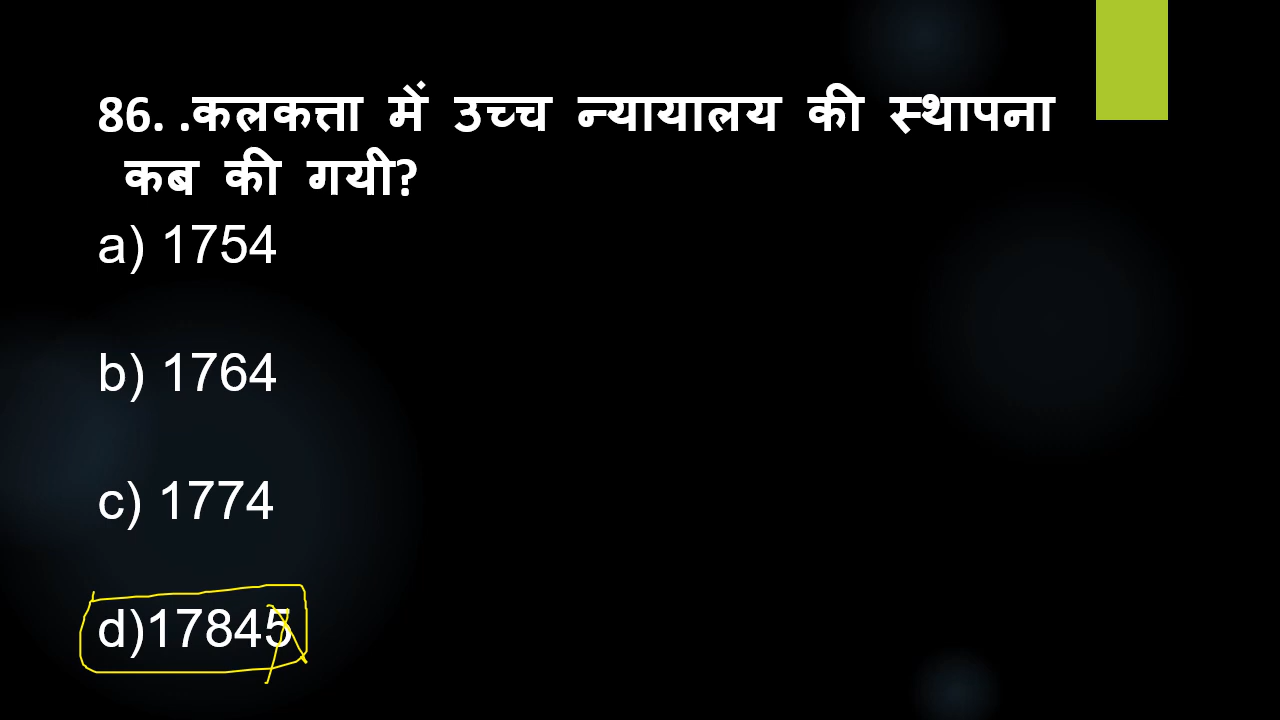 86. .कलकत्ता में उच्च न्यायालय की स्थापना
कब की गयी?
a) 1754
b) 1764
c) 1774
d)17845